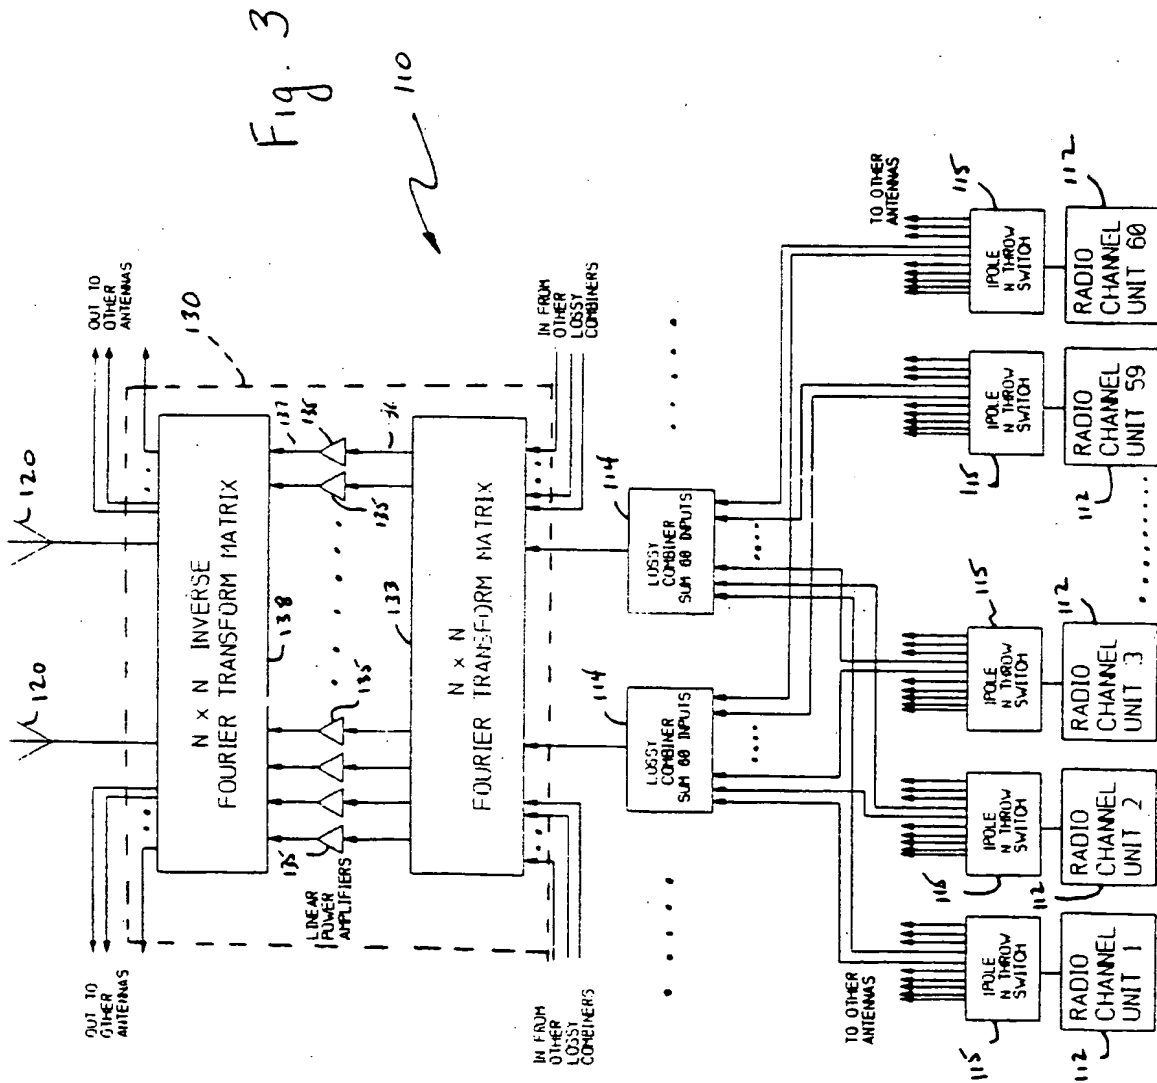 Fig. 3
110
120
120
OUT TO
OTHER
ANTENNAS
OUT TO
OTHER
ANTENNAS
130
N x N INVERSE
FOURIER TRANSFORM MATRIX
138
137
135
135
135
135
LINEAR
POWER
AMPLIFIERS
133
N x N
FOURIER TRANSFORM MATRIX
IN FROM
OTHER
LOSSY
COMBINERS
IN FROM
OTHER
LOSSY
COMBINERS
114
LOSSY
COMBINER
SUM 60 INPUTS
114
LOSSY
COMBINER
SUM 60 INPUTS
TO OTHER
ANTENNAS
TO OTHER
ANTENNAS
115
1POLE
N THROW
SWITCH
115
1POLE
N THROW
SWITCH
115
1POLE
N THROW
SWITCH
115
1POLE
N THROW
SWITCH
115
1POLE
N THROW
SWITCH
112
RADIO
CHANNEL
UNIT 1
112
RADIO
CHANNEL
UNIT 2
112
RADIO
CHANNEL
UNIT 3
112
RADIO
CHANNEL
UNIT 59
112
RADIO
CHANNEL
UNIT 60